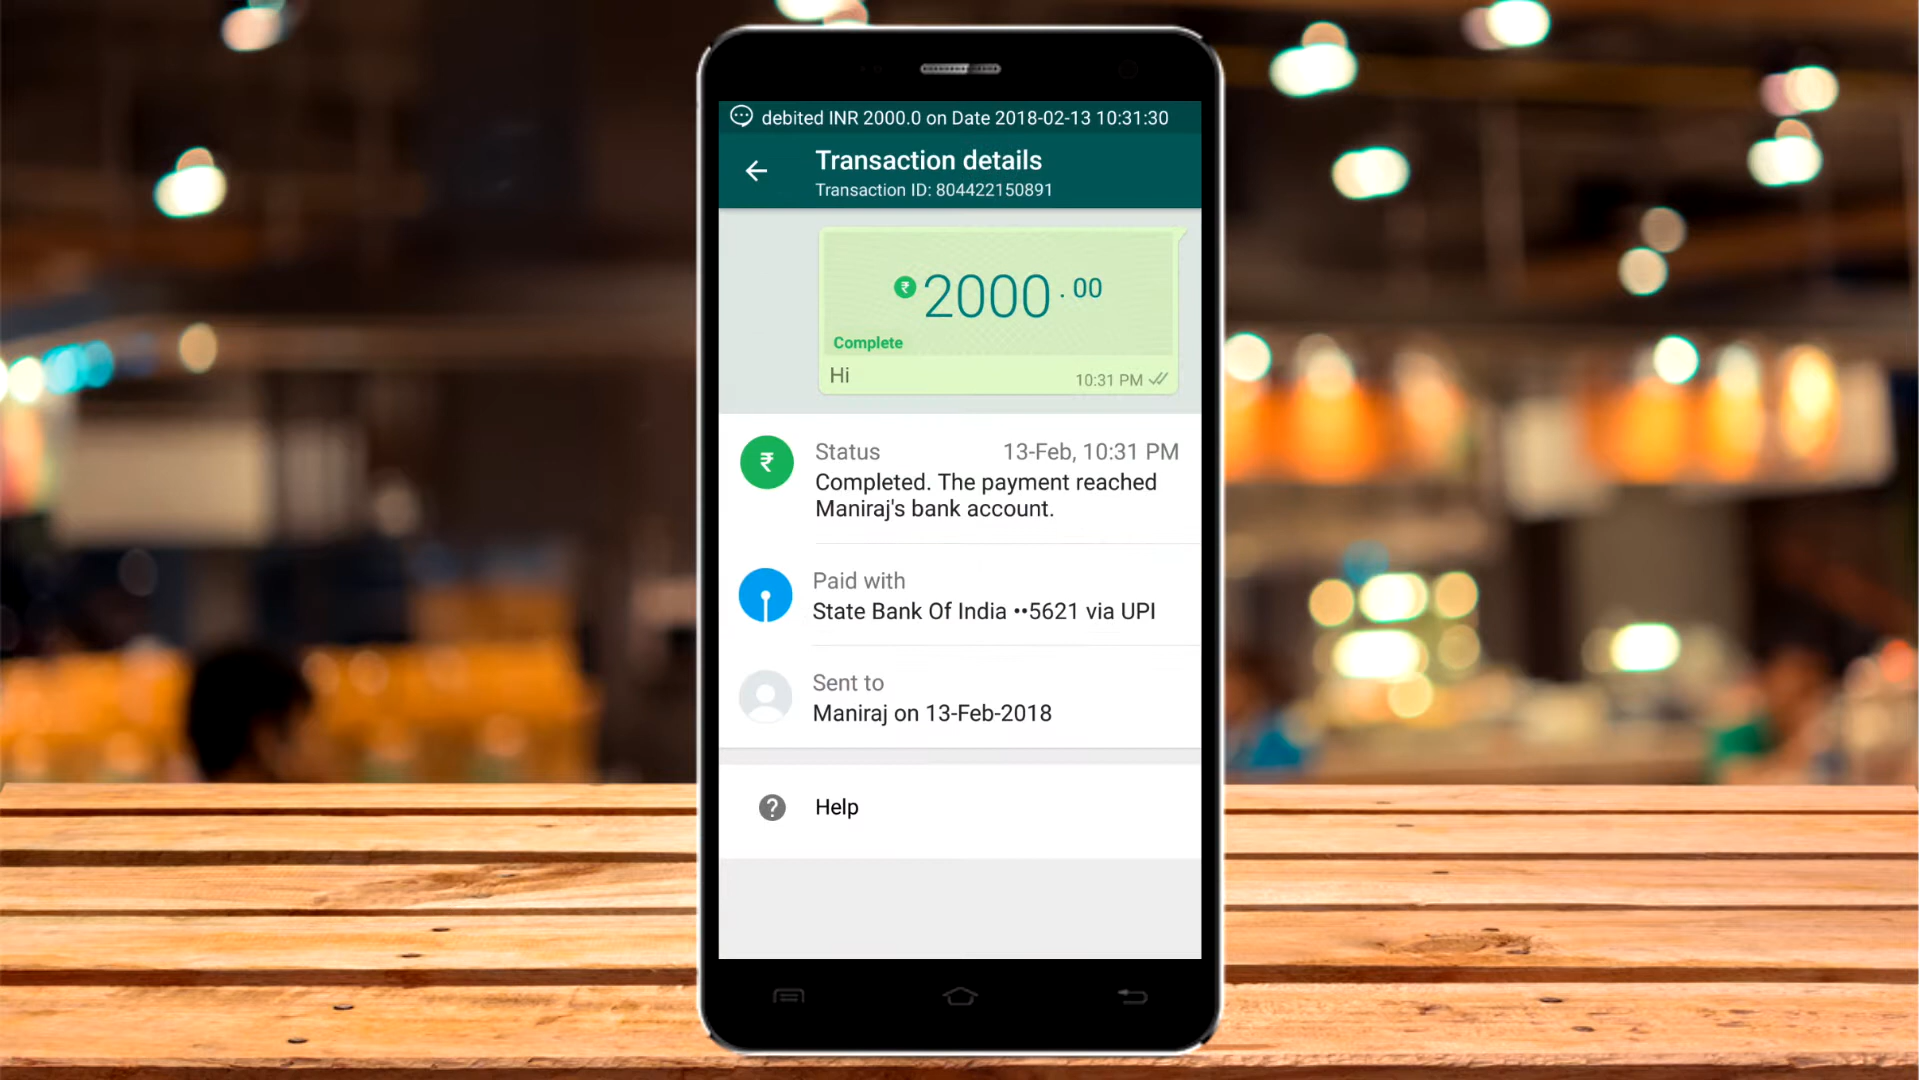 debited INR 2000.0 on Date 2018-02-13 10:31:30
Transaction details
Transaction ID: 804422150891
₹ 2000.00
Complete
Hi
10:31 PM
₹
Status 13-Feb, 10:31 PM
Completed. The payment reached
Maniraj's bank account.
Paid with
State Bank Of India ••5621 via UPI
Sent to
Maniraj on 13-Feb-2018
?
Help